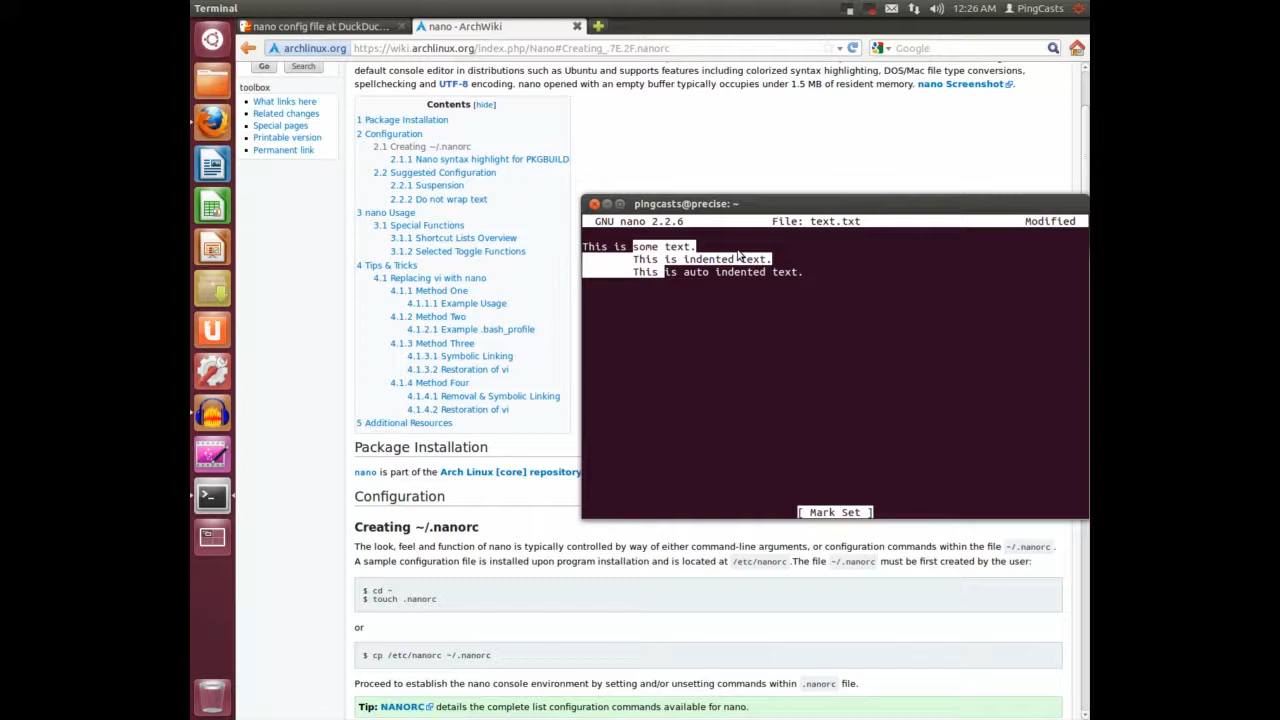 Terminal
12:26 AM
PingCasts
nano config file at DuckDuc...
nano - ArchWiki
archlinux.org
https://wiki.archlinux.org/index.php/Nano#Creating_.7E.2F.nanorc
Google
Go
Search
toolbox
What links here
Related changes
Special pages
Printable version
Permanent link
default console editor in distributions such as Ubuntu and supports features including colorized syntax highlighting, DOS/Mac file type conversions,
spellchecking and UTF-8 encoding. nano opened with an empty buffer typically occupies under 1.5 MB of resident memory. nano Screenshot.
Contents [hide]
1 Package Installation
2 Configuration
2.1 Creating ~/.nanorc
2.1.1 Nano syntax highlight for PKGBUILD
2.2 Suggested Configuration
2.2.1 Suspension
2.2.2 Do not wrap text
3 nano Usage
3.1 Special Functions
3.1.1 Shortcut Lists Overview
3.1.2 Selected Toggle Functions
4 Tips & Tricks
4.1 Replacing vi with nano
4.1.1 Method One
4.1.1.1 Example Usage
4.1.2 Method Two
4.1.2.1 Example .bash_profile
4.1.3 Method Three
4.1.3.1 Symbolic Linking
4.1.3.2 Restoration of vi
4.1.4 Method Four
4.1.4.1 Removal & Symbolic Linking
4.1.4.2 Restoration of vi
5 Additional Resources
pingcasts@precise: ~
GNU nano 2.2.6 File: text.txt Modified
This is some text.
This is indented text.
This is auto indented text.
[ Mark Set ]
Package Installation
nano is part of the Arch Linux [core] repository
Configuration
Creating ~/.nanorc
The look, feel and function of nano is typically controlled by way of either command-line arguments, or configuration commands within the file ~/.nanorc .
A sample configuration file is installed upon program installation and is located at /etc/nanorc .The file ~/.nanorc must be first created by the user:
$ cd ~
$ touch .nanorc
or
$ cp /etc/nanorc ~/.nanorc
Proceed to establish the nano console environment by setting and/or unsetting commands within .nanorc file.
Tip: NANORC details the complete list configuration commands available for nano.